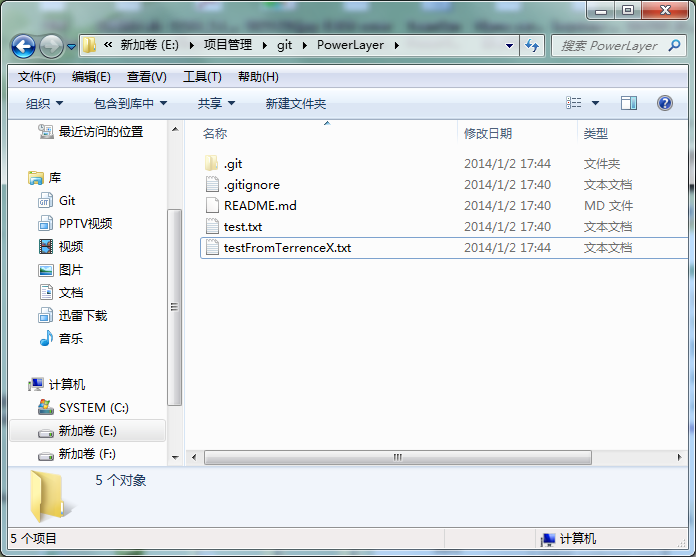 « 新加卷 (E:) 项目管理 git PowerLayer 搜索 PowerLayer
文件(F) 编辑(E) 查看(V) 工具(T) 帮助(H)
组织 包含到库中 共享 新建文件夹
最近访问的位置
库
Git
PPTV视频
视频
图片
文档
迅雷下载
音乐
计算机
SYSTEM (C:)
新加卷 (E:)
新加卷 (F:)
名称 修改日期 类型
.git 2014/1/2 17:44 文件夹
.gitignore 2014/1/2 17:40 文本文档
README.md 2014/1/2 17:40 MD 文件
test.txt 2014/1/2 17:40 文本文档
testFromTerrenceX.txt 2014/1/2 17:44 文本文档
5 个对象
5 个项目 计算机